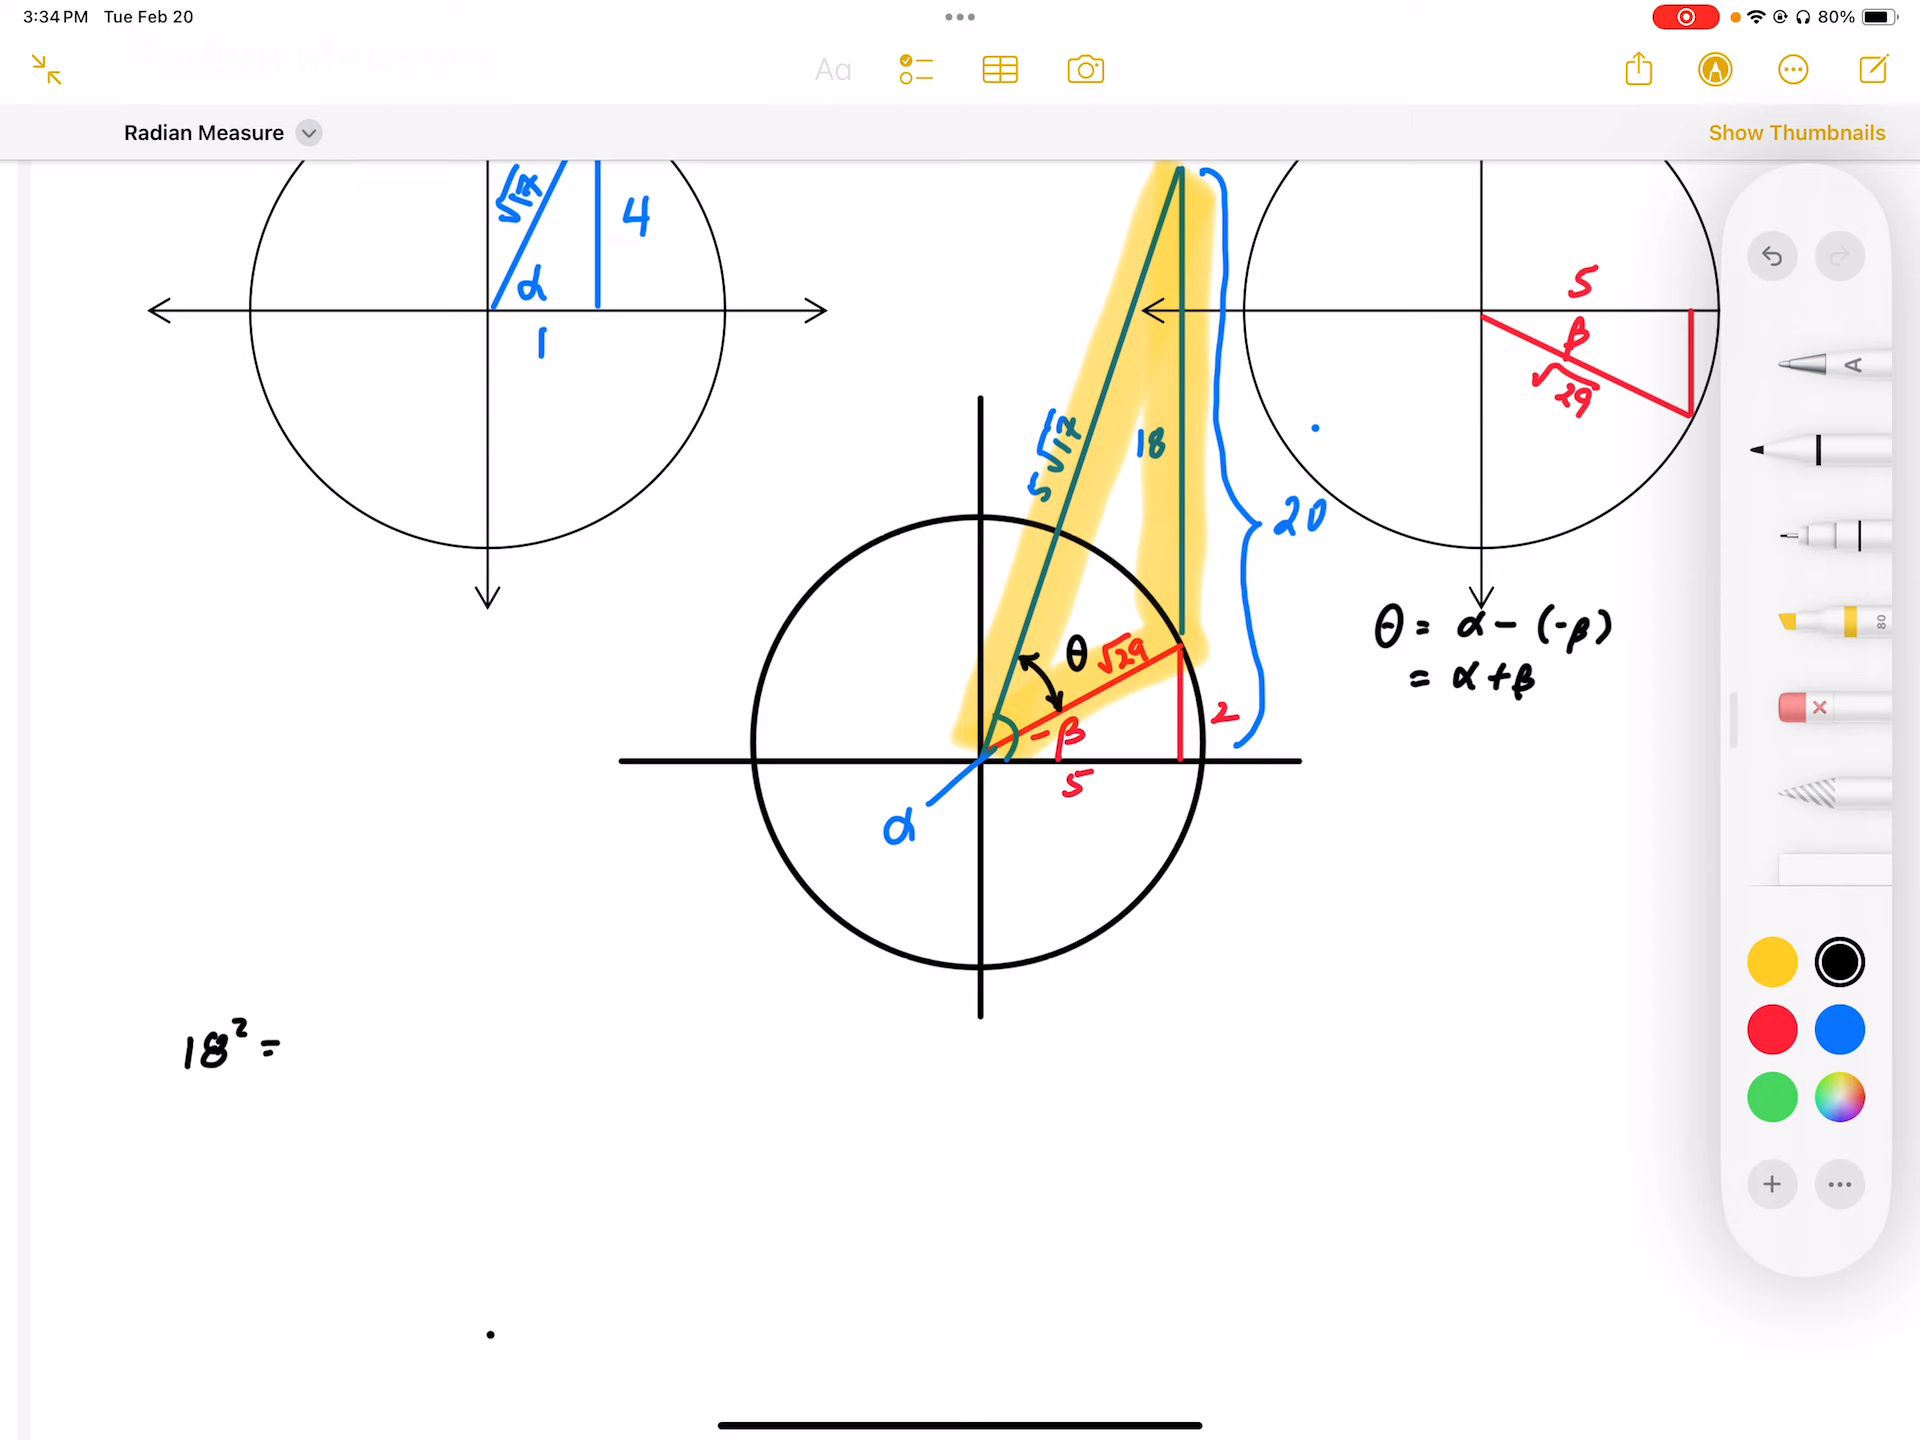 3:34 PM Tue Feb 20
80%
Aa
Radian Measure
Show Thumbnails
√17
4
α
1
5
β
√29
5√17
18
20
θ
√29
-β
2
5
α
θ = α - (-β)
= α + β
18² =
A
80